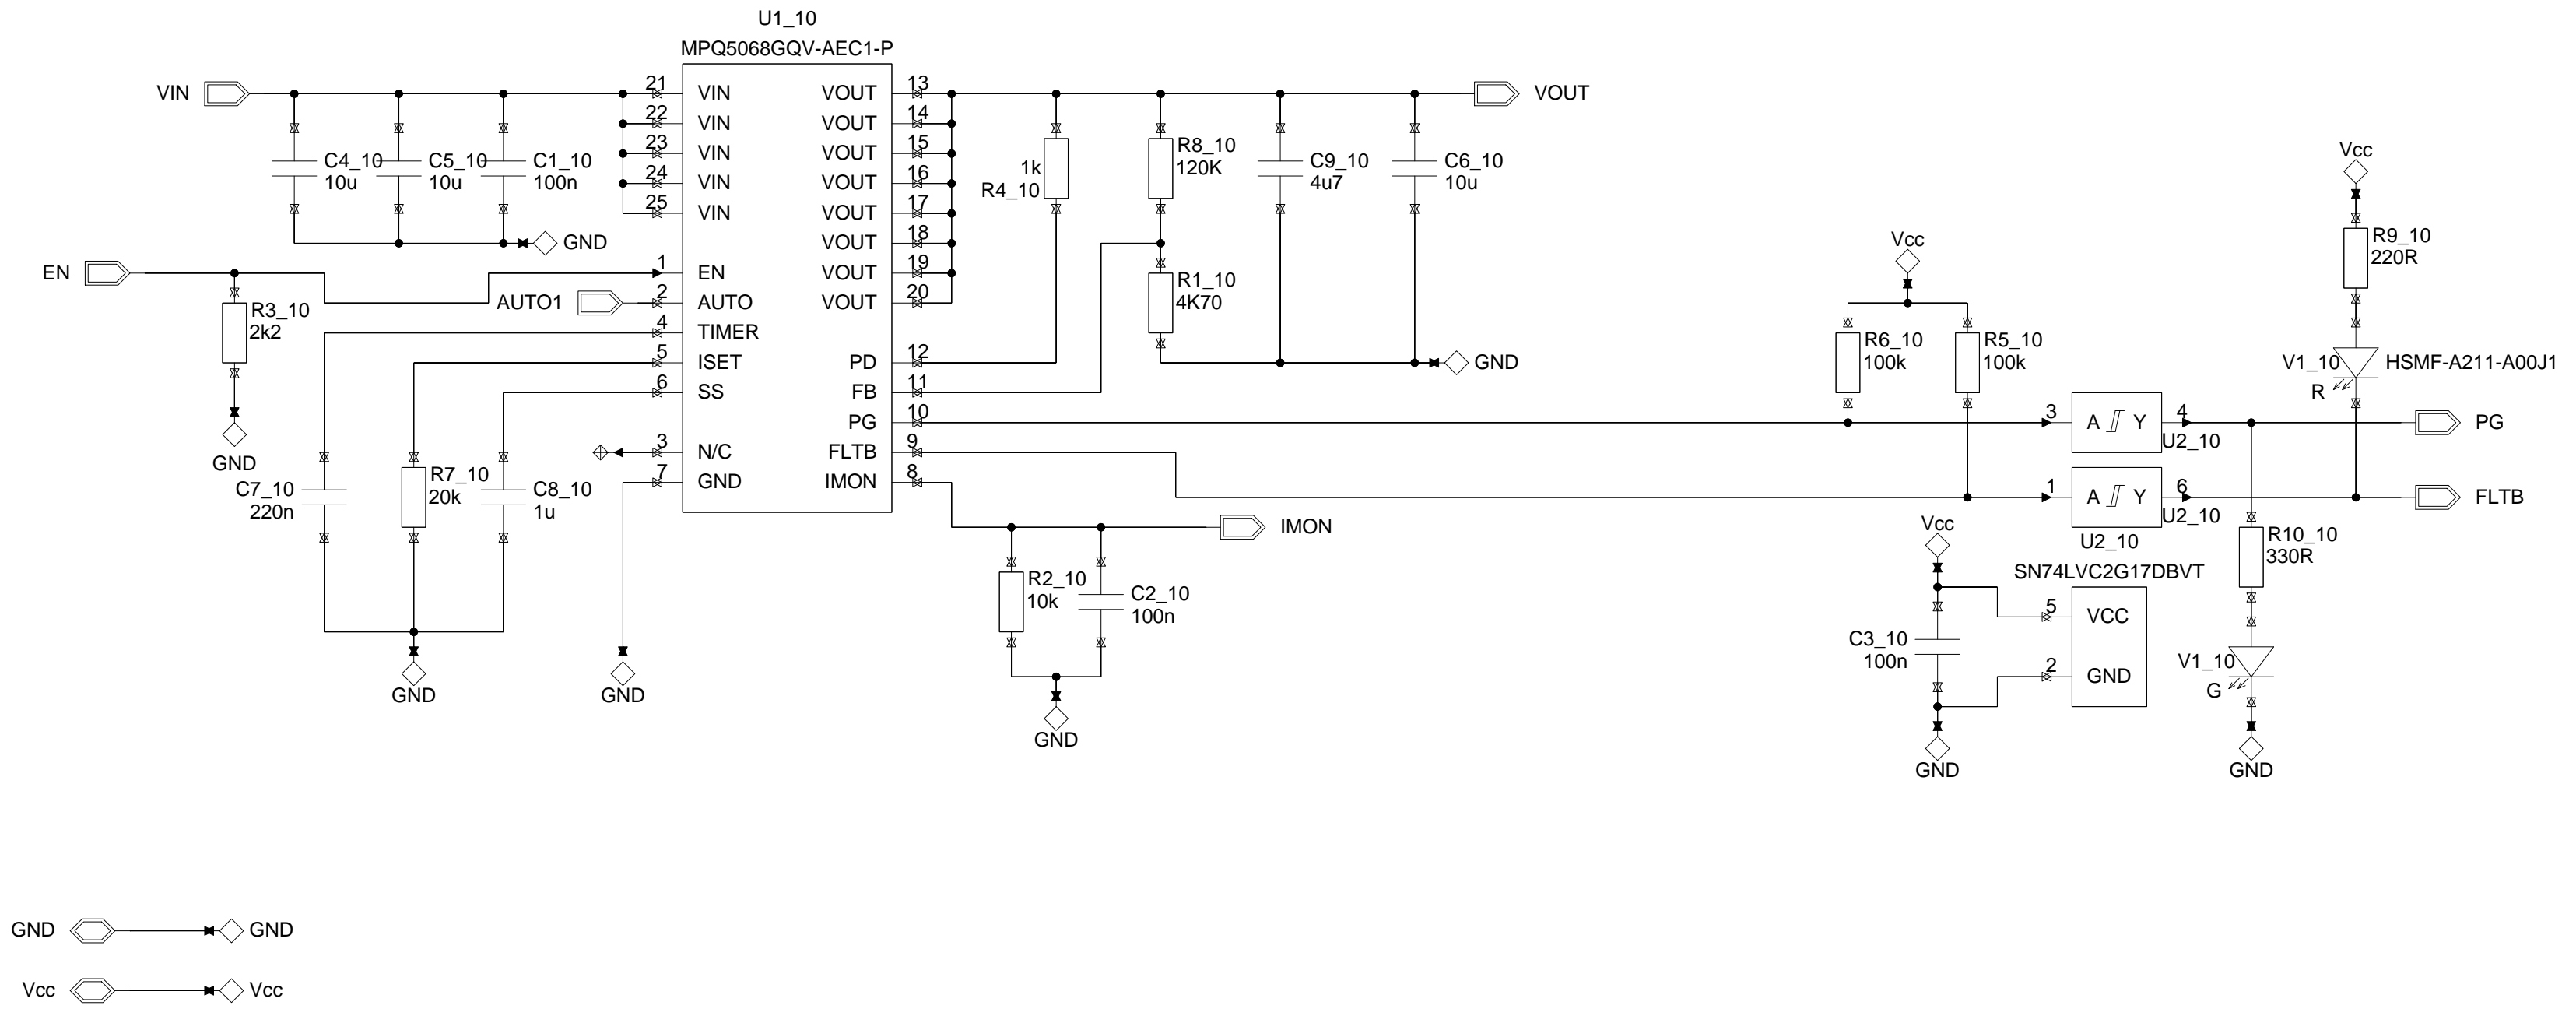 U1_10
MPQ5068GQV-AEC1-P
VIN
21 VIN
22 VIN
23 VIN
24 VIN
25 VIN
1 EN
2 AUTO
4 TIMER
5 ISET
6 SS
3 N/C
7 GND
VOUT 13
VOUT 14
VOUT 15
VOUT 16
VOUT 17
VOUT 18
VOUT 19
VOUT 20
PD 12
FB 11
PG 10
FLTB 9
IMON 8
C4_10
10u
C5_10
10u
C1_10
100n
GND
EN
AUTO1
R3_10
2k2
GND
C7_10
220n
R7_10
20k
C8_10
1u
GND
GND
1k
R4_10
R8_10
120K
R1_10
4K70
C9_10
4u7
C6_10
10u
VOUT
GND
IMON
R2_10
10k
C2_10
100n
GND
Vcc
R6_10
100k
R5_10
100k
3 A Y 4
U2_10
1 A Y 6
U2_10
Vcc
R9_10
220R
V1_10
R
HSMF-A211-A00J1
PG
FLTB
Vcc
C3_10
100n
GND
U2_10
SN74LVC2G17DBVT
5 VCC
2 GND
R10_10
330R
V1_10
G
GND
GND GND
Vcc Vcc